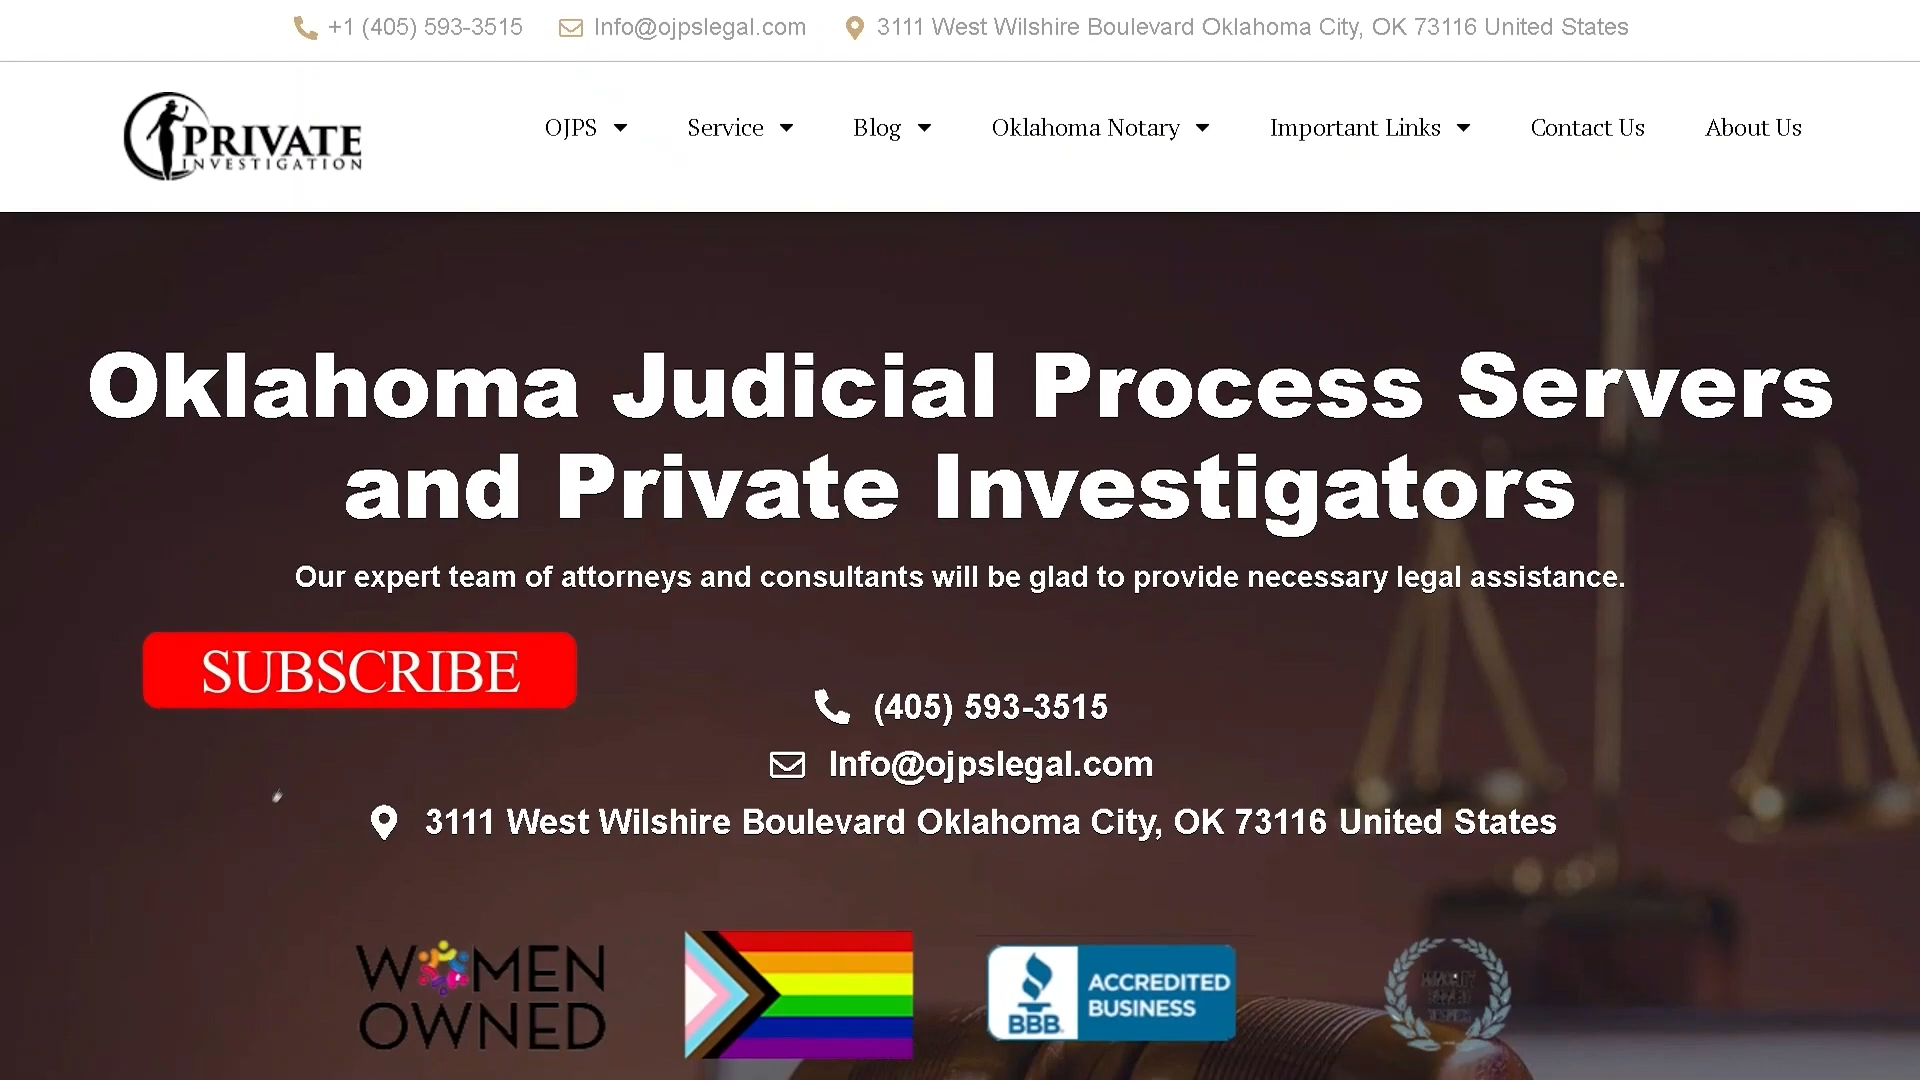 +1 (405) 593-3515 Info@ojpslegal.com 3111 West Wilshire Boulevard Oklahoma City, OK 73116 United States
PRIVATE
INVESTIGATION
OJPS Service Blog Oklahoma Notary Important Links Contact Us About Us
Oklahoma Judicial Process Servers
and Private Investigators
Our expert team of attorneys and consultants will be glad to provide necessary legal assistance.
SUBSCRIBE
(405) 593-3515
Info@ojpslegal.com
3111 West Wilshire Boulevard Oklahoma City, OK 73116 United States
WOMEN
OWNED
BBB
ACCREDITED
BUSINESS